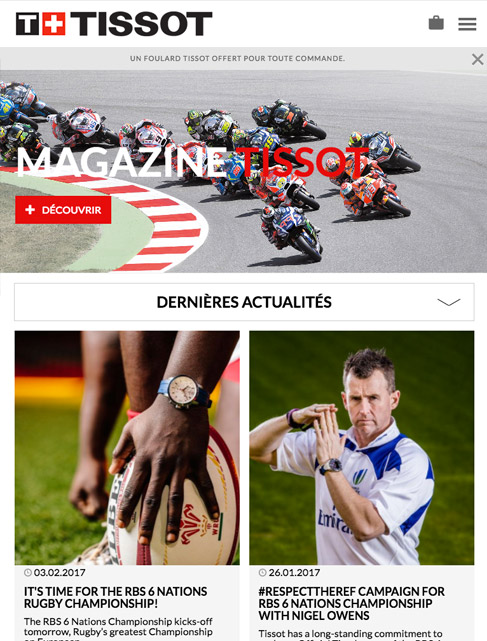 T+ TISSOT
UN FOULARD TISSOT OFFERT POUR TOUTE COMMANDE.
MAGAZINE TISSOT
+ DÉCOUVRIR
DERNIÈRES ACTUALITÉS
WRU
Emirates
03.02.2017
26.01.2017
IT'S TIME FOR THE RBS 6 NATIONS
RUGBY CHAMPIONSHIP!
The RBS 6 Nations Championship kicks-off
tomorrow, Rugby's greatest Championship
#RESPECTTHEREF CAMPAIGN FOR
RBS 6 NATIONS CHAMPIONSHIP
WITH NIGEL OWENS
Tissot has a long-standing commitment to